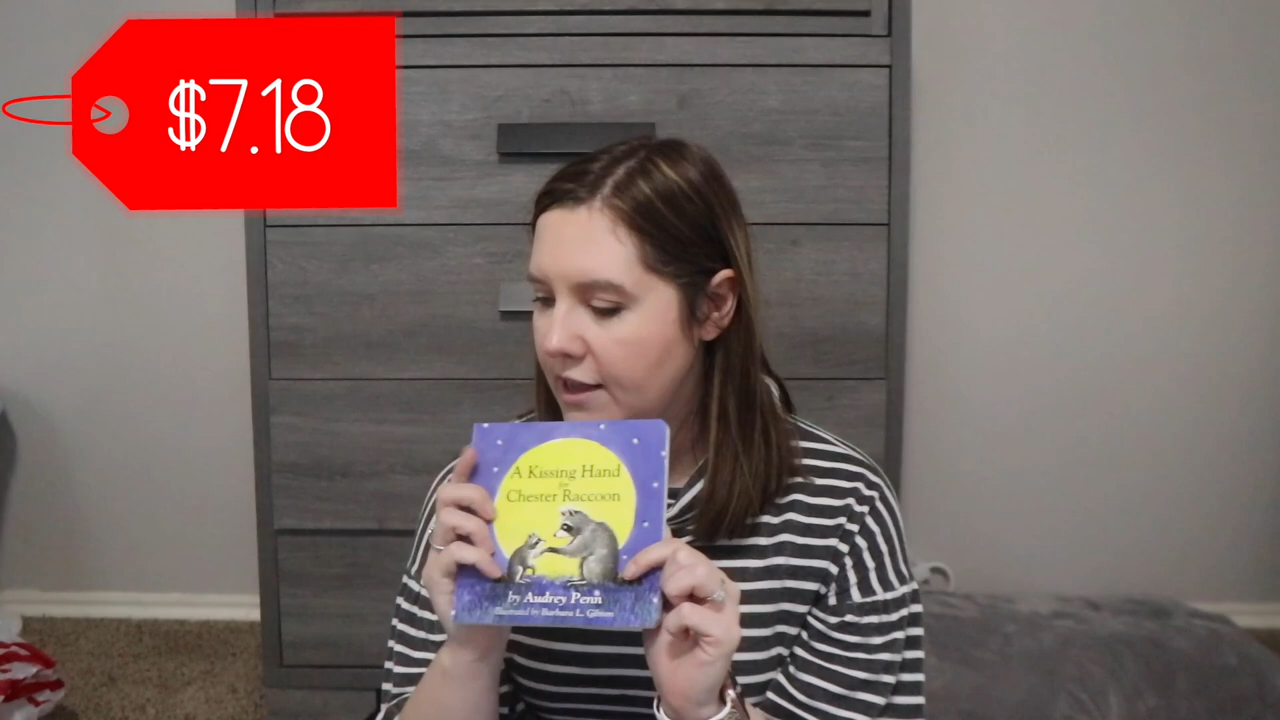 $7.18
A Kissing Hand
for
Chester Raccoon
by Audrey Penn
Illustrated by Barbara L. Gibson